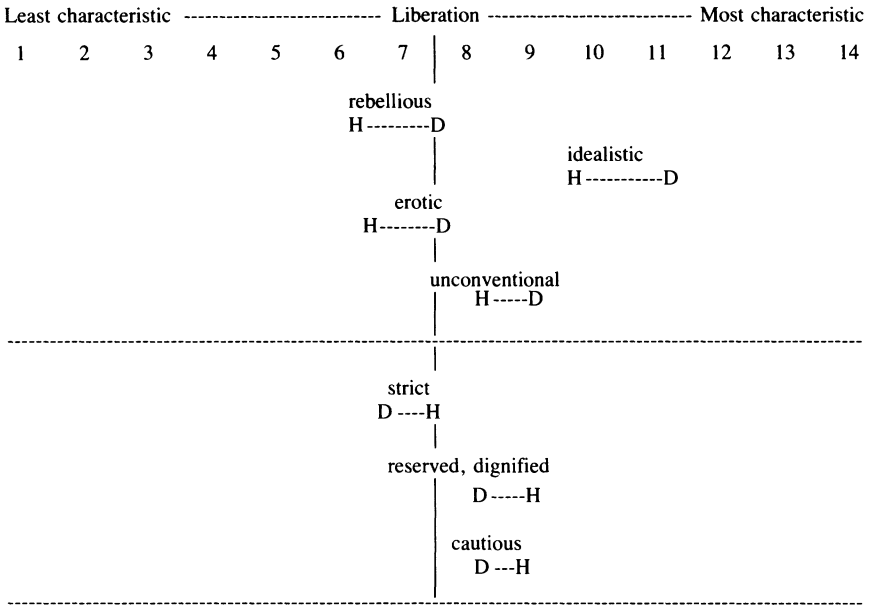 Least characteristic ----------------------- Liberation ----------------------- Most characteristic
1 2 3 4 5 6 7 8 9 10 11 12 13 14
rebellious
H ---------D
idealistic
H -----------D
erotic
H--------D
unconventional
H -----D
strict
D ----H
reserved, dignified
D -----H
cautious
D ---H